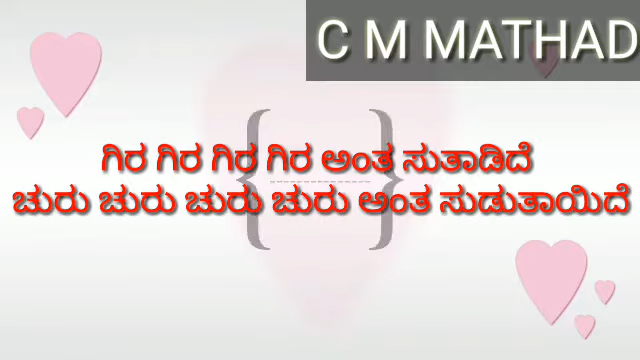 C M MATHAD
ಗಿರ ಗಿರ ಗಿರ ಗಿರ ಅಂತ ಸುತಾಡಿದೆ
ಚುರು ಚುರು ಚುರು ಚುರು ಅಂತ ಸುಡುತಾಯಿದೆ